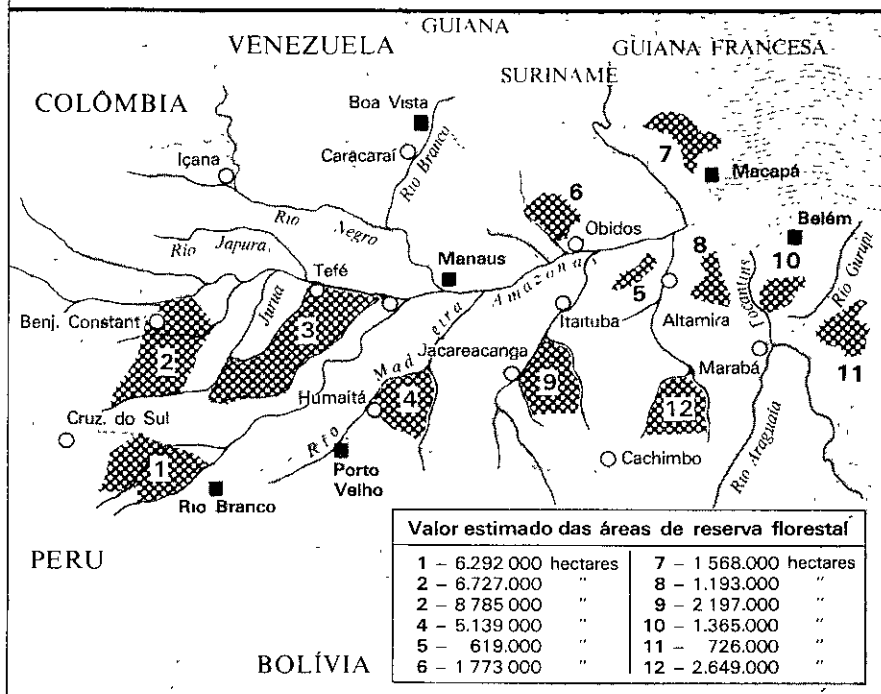 GUIANA
VENEZUELA
GUIANA FRANCESA
SURINAME
COLÔMBIA
Boa Vista
Caracaraí
Rio Branco
Içana
7
Macapá
6
Rio Negro
Obidos
Belém
Rio Japura
8
10
Manaus
Tefé
Amazona
5
Tocantins
Rio Gurupi
Jurua
Benj. Constant
3
Itaituba
Altamira
2
Rio Madeira
Jacareacanga
Marabá
11
Humaitá
4
9
12
Cruz. do Sul
Cachimbo
Rio Araguaia
1
Porto
Velho
Rio Branco
PERU
BOLÍVIA
Valor estimado das áreas de reserva florestal
1 – 6.292 000 hectares
2 – 6.727.000 "
2 – 8 785 000 "
4 – 5.139 000 "
5 – 619.000 "
6 – 1 773 000 "
7 – 1 568.000 hectares
8 – 1.193.000 "
9 – 2 197.000 "
10 – 1.365.000 "
11 – 726.000 "
12 – 2.649.000 "